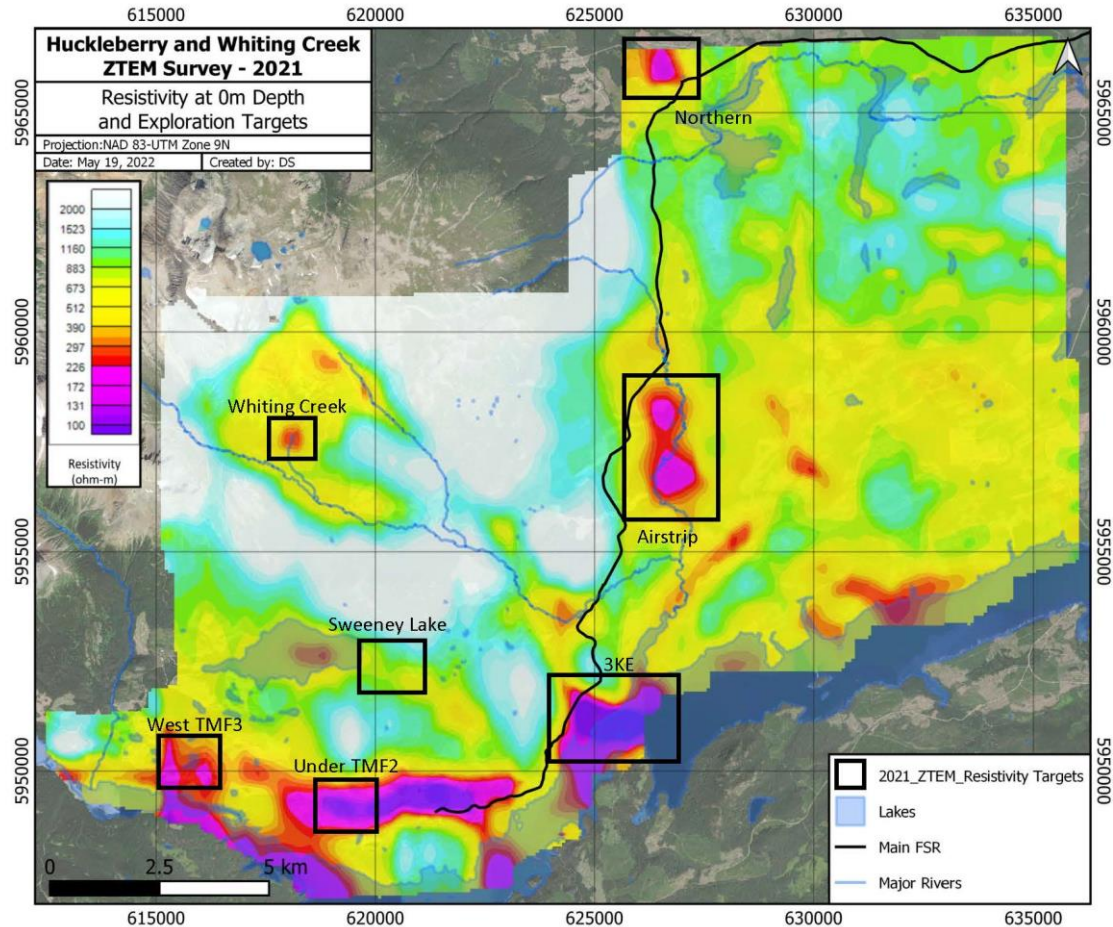 615000 620000 625000 630000 635000
Huckleberry and Whiting Creek
ZTEM Survey - 2021
Resistivity at 0m Depth
and Exploration Targets
Projection:NAD 83-UTM Zone 9N
Date: May 19, 2022 Created by: DS
2000
1523
1160
883
673
512
390
297
226
172
131
100
Resistivity
(ohm-m)
Northern
5965000 5965000
5960000 5960000
Whiting Creek
Airstrip
5955000 5955000
Sweeney Lake
3KE
West TMF3
Under TMF2
5950000 5950000
2021_ZTEM_Resistivity Targets
Lakes
Main FSR
Major Rivers
0 2.5 5 km
615000 620000 625000 630000 635000